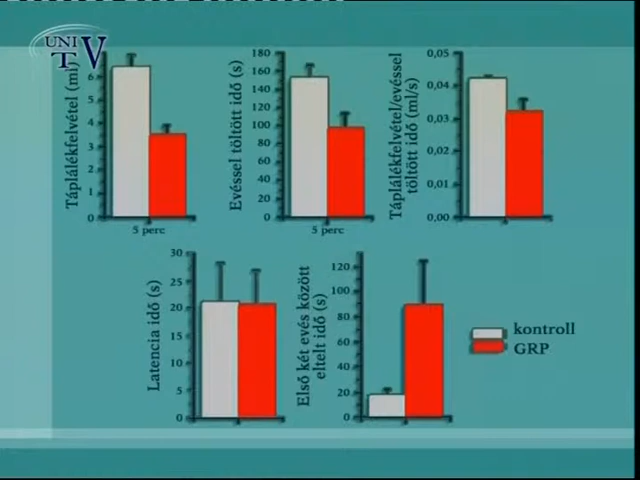 UNI
TV
Táplálékfelvétel (ml)
6
5
4
3
2
1
0
5 perc
Evéssel töltött idő (s)
180
160
140
120
100
80
60
40
20
0
5 perc
Táplálékfelvétel/evéssel
töltött idő (ml/s)
0,05
0,04
0,03
0,02
0,01
0,00
Latencia idő (s)
30
25
20
15
10
5
0
Első két evés között
eltelt idő (s)
120
100
80
60
40
20
0
kontroll
GRP